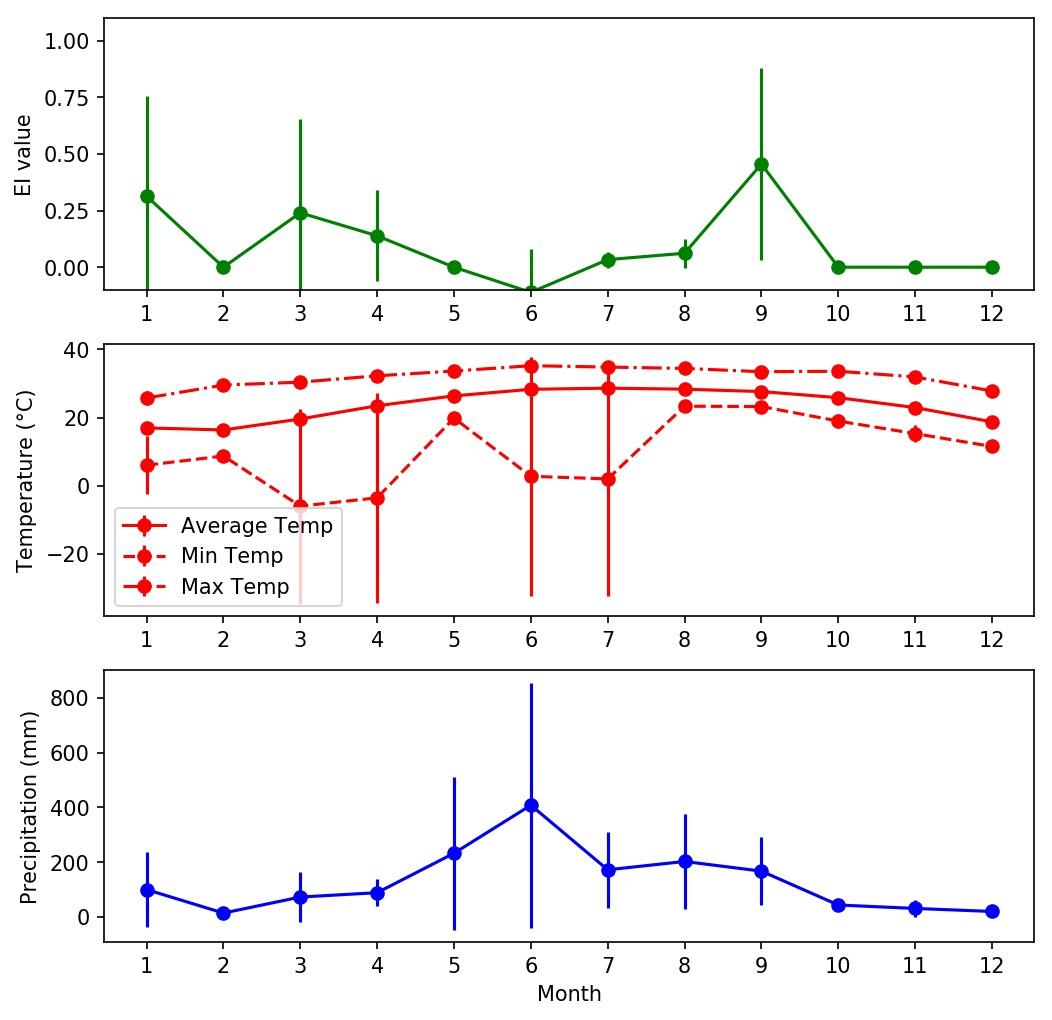 EI value
1.00
0.75
0.50
0.25
0.00
1 2 3 4 5 6 7 8 9 10 11 12
Temperature (°C)
40
20
0
−20
Average Temp
Min Temp
Max Temp
1 2 3 4 5 6 7 8 9 10 11 12
Precipitation (mm)
800
600
400
200
0
1 2 3 4 5 6 7 8 9 10 11 12
Month